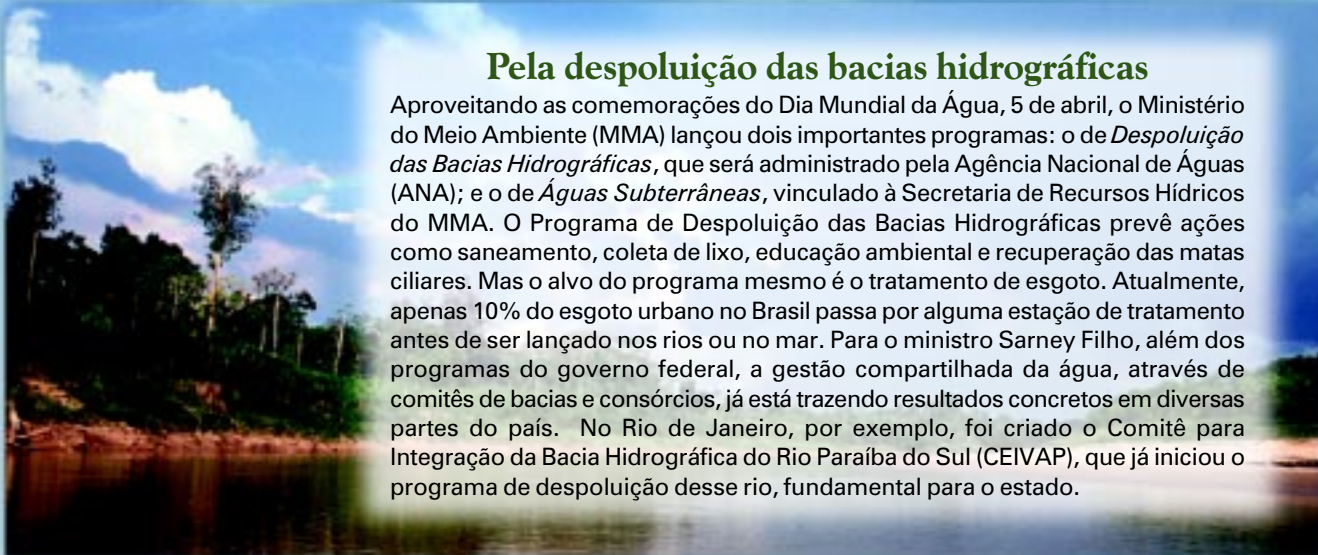 Pela despoluição das bacias hidrográficas
Aproveitando as comemorações do Dia Mundial da Água, 5 de abril, o Ministério
do Meio Ambiente (MMA) lançou dois importantes programas: o de Despoluição
das Bacias Hidrográficas, que será administrado pela Agência Nacional de Águas
(ANA); e o de Águas Subterrâneas, vinculado à Secretaria de Recursos Hídricos
do MMA. O Programa de Despoluição das Bacias Hidrográficas prevê ações
como saneamento, coleta de lixo, educação ambiental e recuperação das matas
ciliares. Mas o alvo do programa mesmo é o tratamento de esgoto. Atualmente,
apenas 10% do esgoto urbano no Brasil passa por alguma estação de tratamento
antes de ser lançado nos rios ou no mar. Para o ministro Sarney Filho, além dos
programas do governo federal, a gestão compartilhada da água, através de
comitês de bacias e consórcios, já está trazendo resultados concretos em diversas
partes do país. No Rio de Janeiro, por exemplo, foi criado o Comitê para
Integração da Bacia Hidrográfica do Rio Paraíba do Sul (CEIVAP), que já iniciou o
programa de despoluição desse rio, fundamental para o estado.